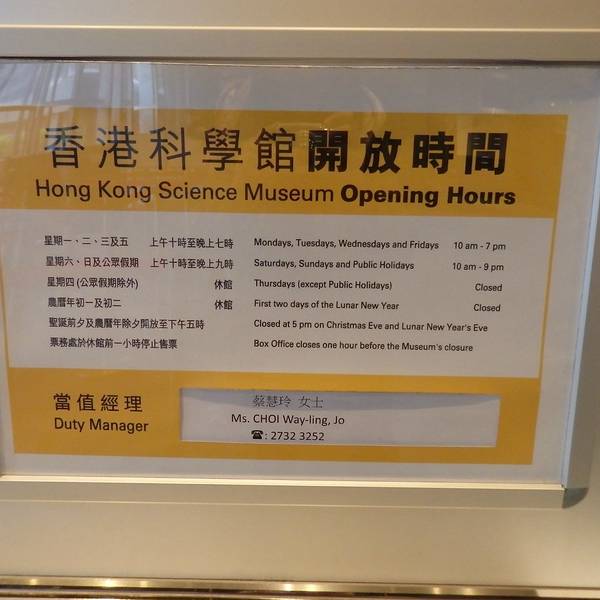 香港科學館開放時間
Hong Kong Science Museum Opening Hours
星期一、二、三及五 上午十時至晚上七時 Mondays, Tuesdays, Wednesdays and Fridays 10 am - 7 pm
星期六、日及公眾假期 上午十時至晚上九時 Saturdays, Sundays and Public Holidays 10 am - 9 pm
星期四 (公眾假期除外) 休館 Thursdays (except Public Holidays) Closed
農曆年初一及初二 休館 First two days of the Lunar New Year Closed
聖誕前夕及農曆年除夕開放至下午五時 Closed at 5 pm on Christmas Eve and Lunar New Year's Eve
票務處於休館前一小時停止售票 Box Office closes one hour before the Museum's closure
當值經理
Duty Manager
蔡慧玲 女士
Ms. CHOI Way-ling, Jo
☎: 2732 3252